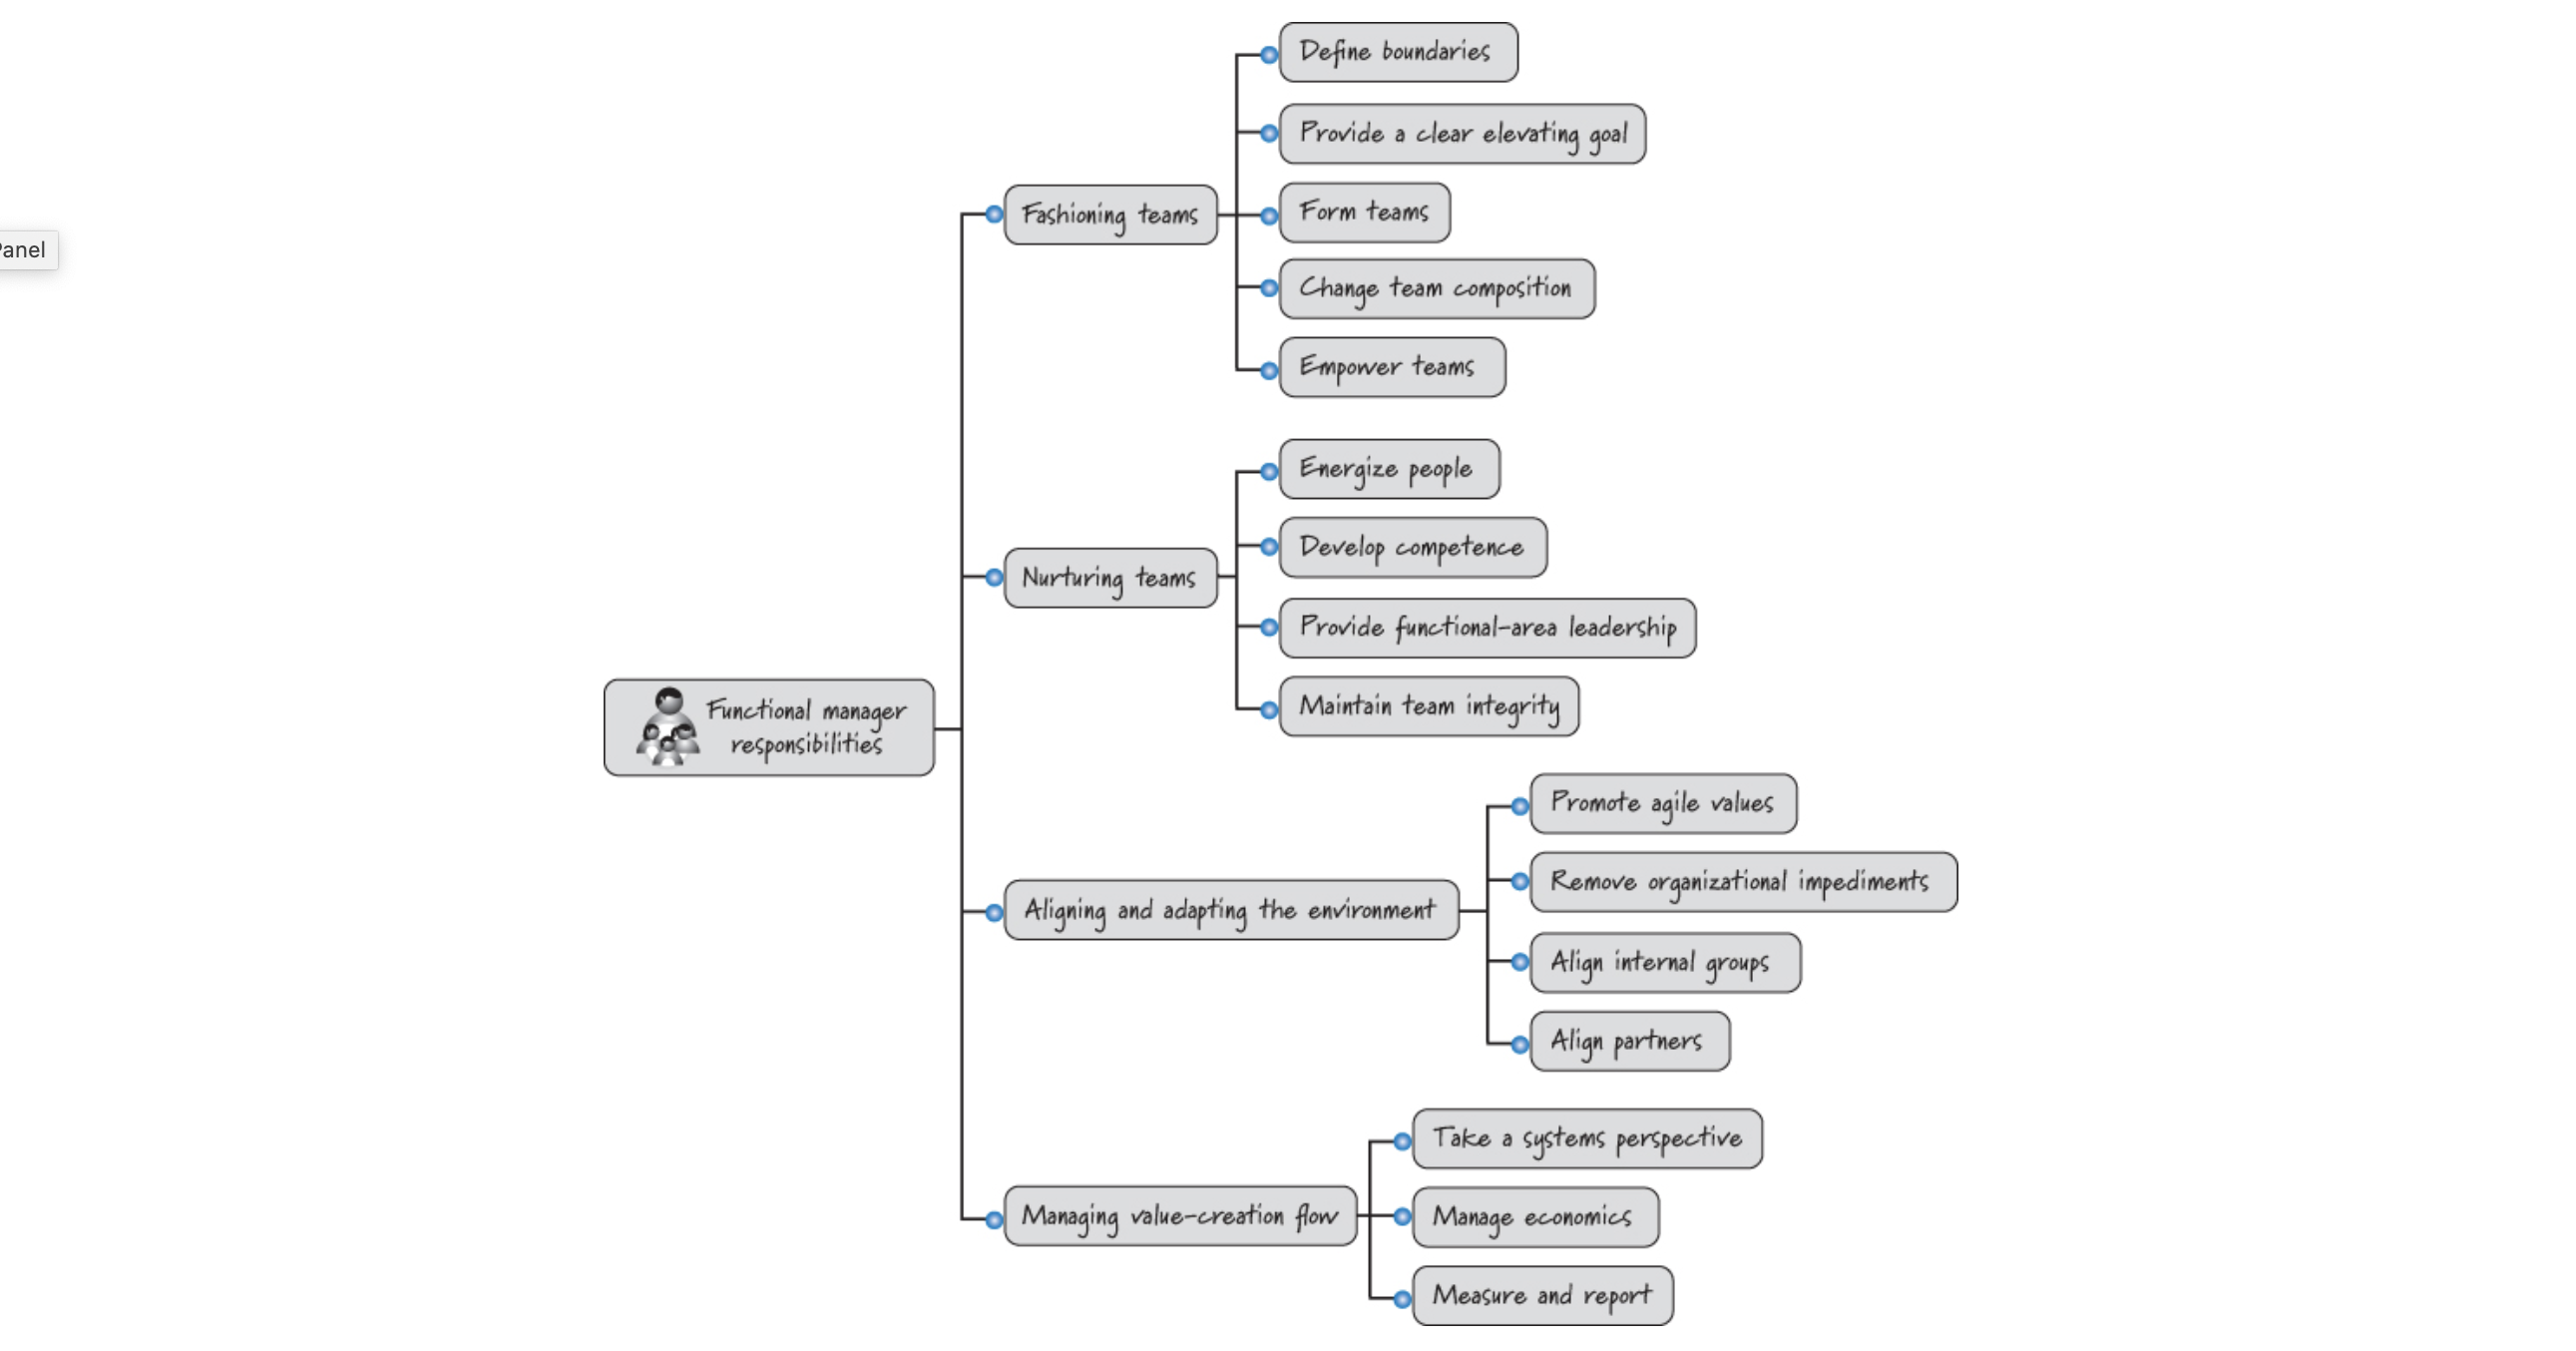 Define boundaries
Provide a clear elevating goal
Fashioning teams
Form teams
Change team composition
Empower teams
Panel
Energize people
Develop competence
Nurturing teams
Provide functional-area leadership
Maintain team integrity
Functional manager
responsibilities
Promote agile values
Remove organizational impediments
Aligning and adapting the environment
Align internal groups
Align partners
Take a systems perspective
Managing value-creation flow
Manage economics
Measure and report